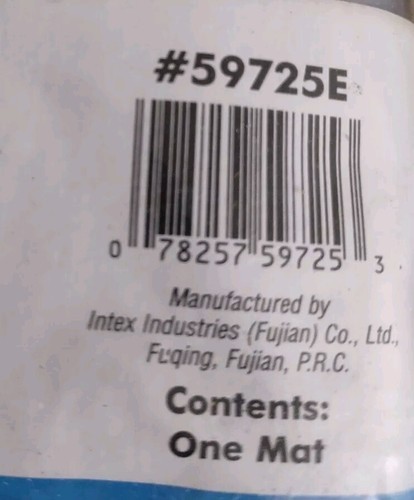 #59725E
0 78257 59725 3
Manufactured by
Intex Industries (Fujian) Co., Ltd.,
Fuqing, Fujian, P.R.C.
Contents:
One Mat